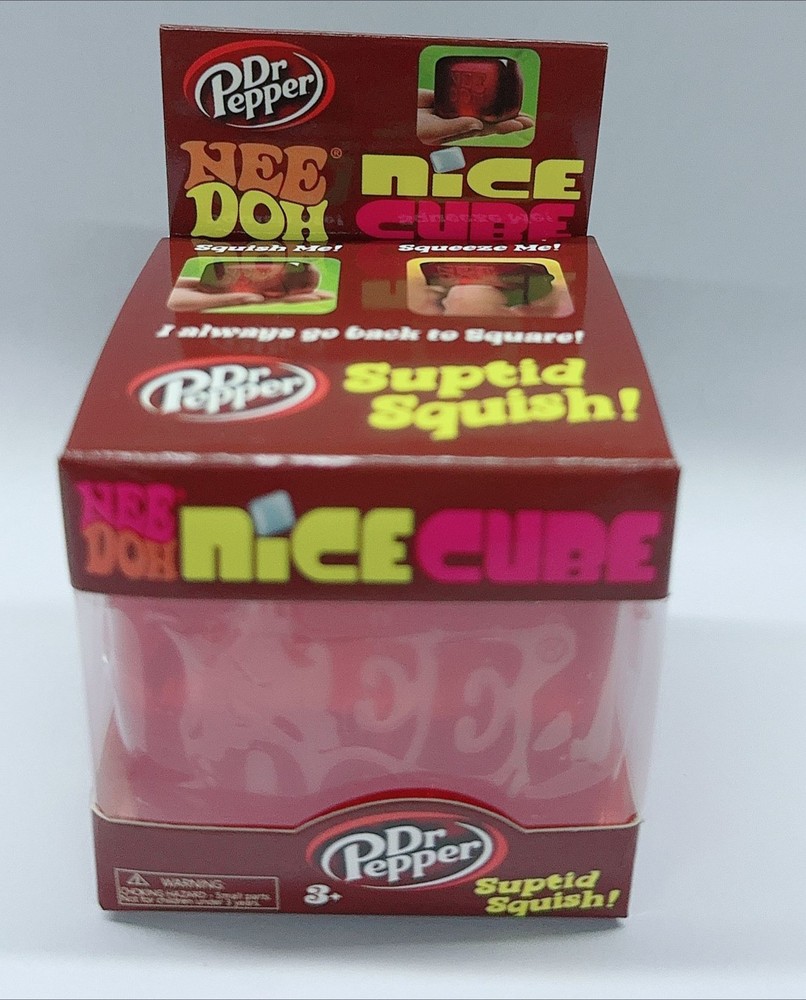 Dr
Pepper
NEE
DOH®
NICE
CUBE
Squish Me!
Squeeze Me!
I always go back to Square!
Dr
Pepper
Suptid
Squish!
NEE
DOH
NICE CUBE
NEE
Dr
Pepper
WARNING:
CHOKING HAZARD - Small parts.
Not for children under 3 years.
3+
Suptid
Squish!